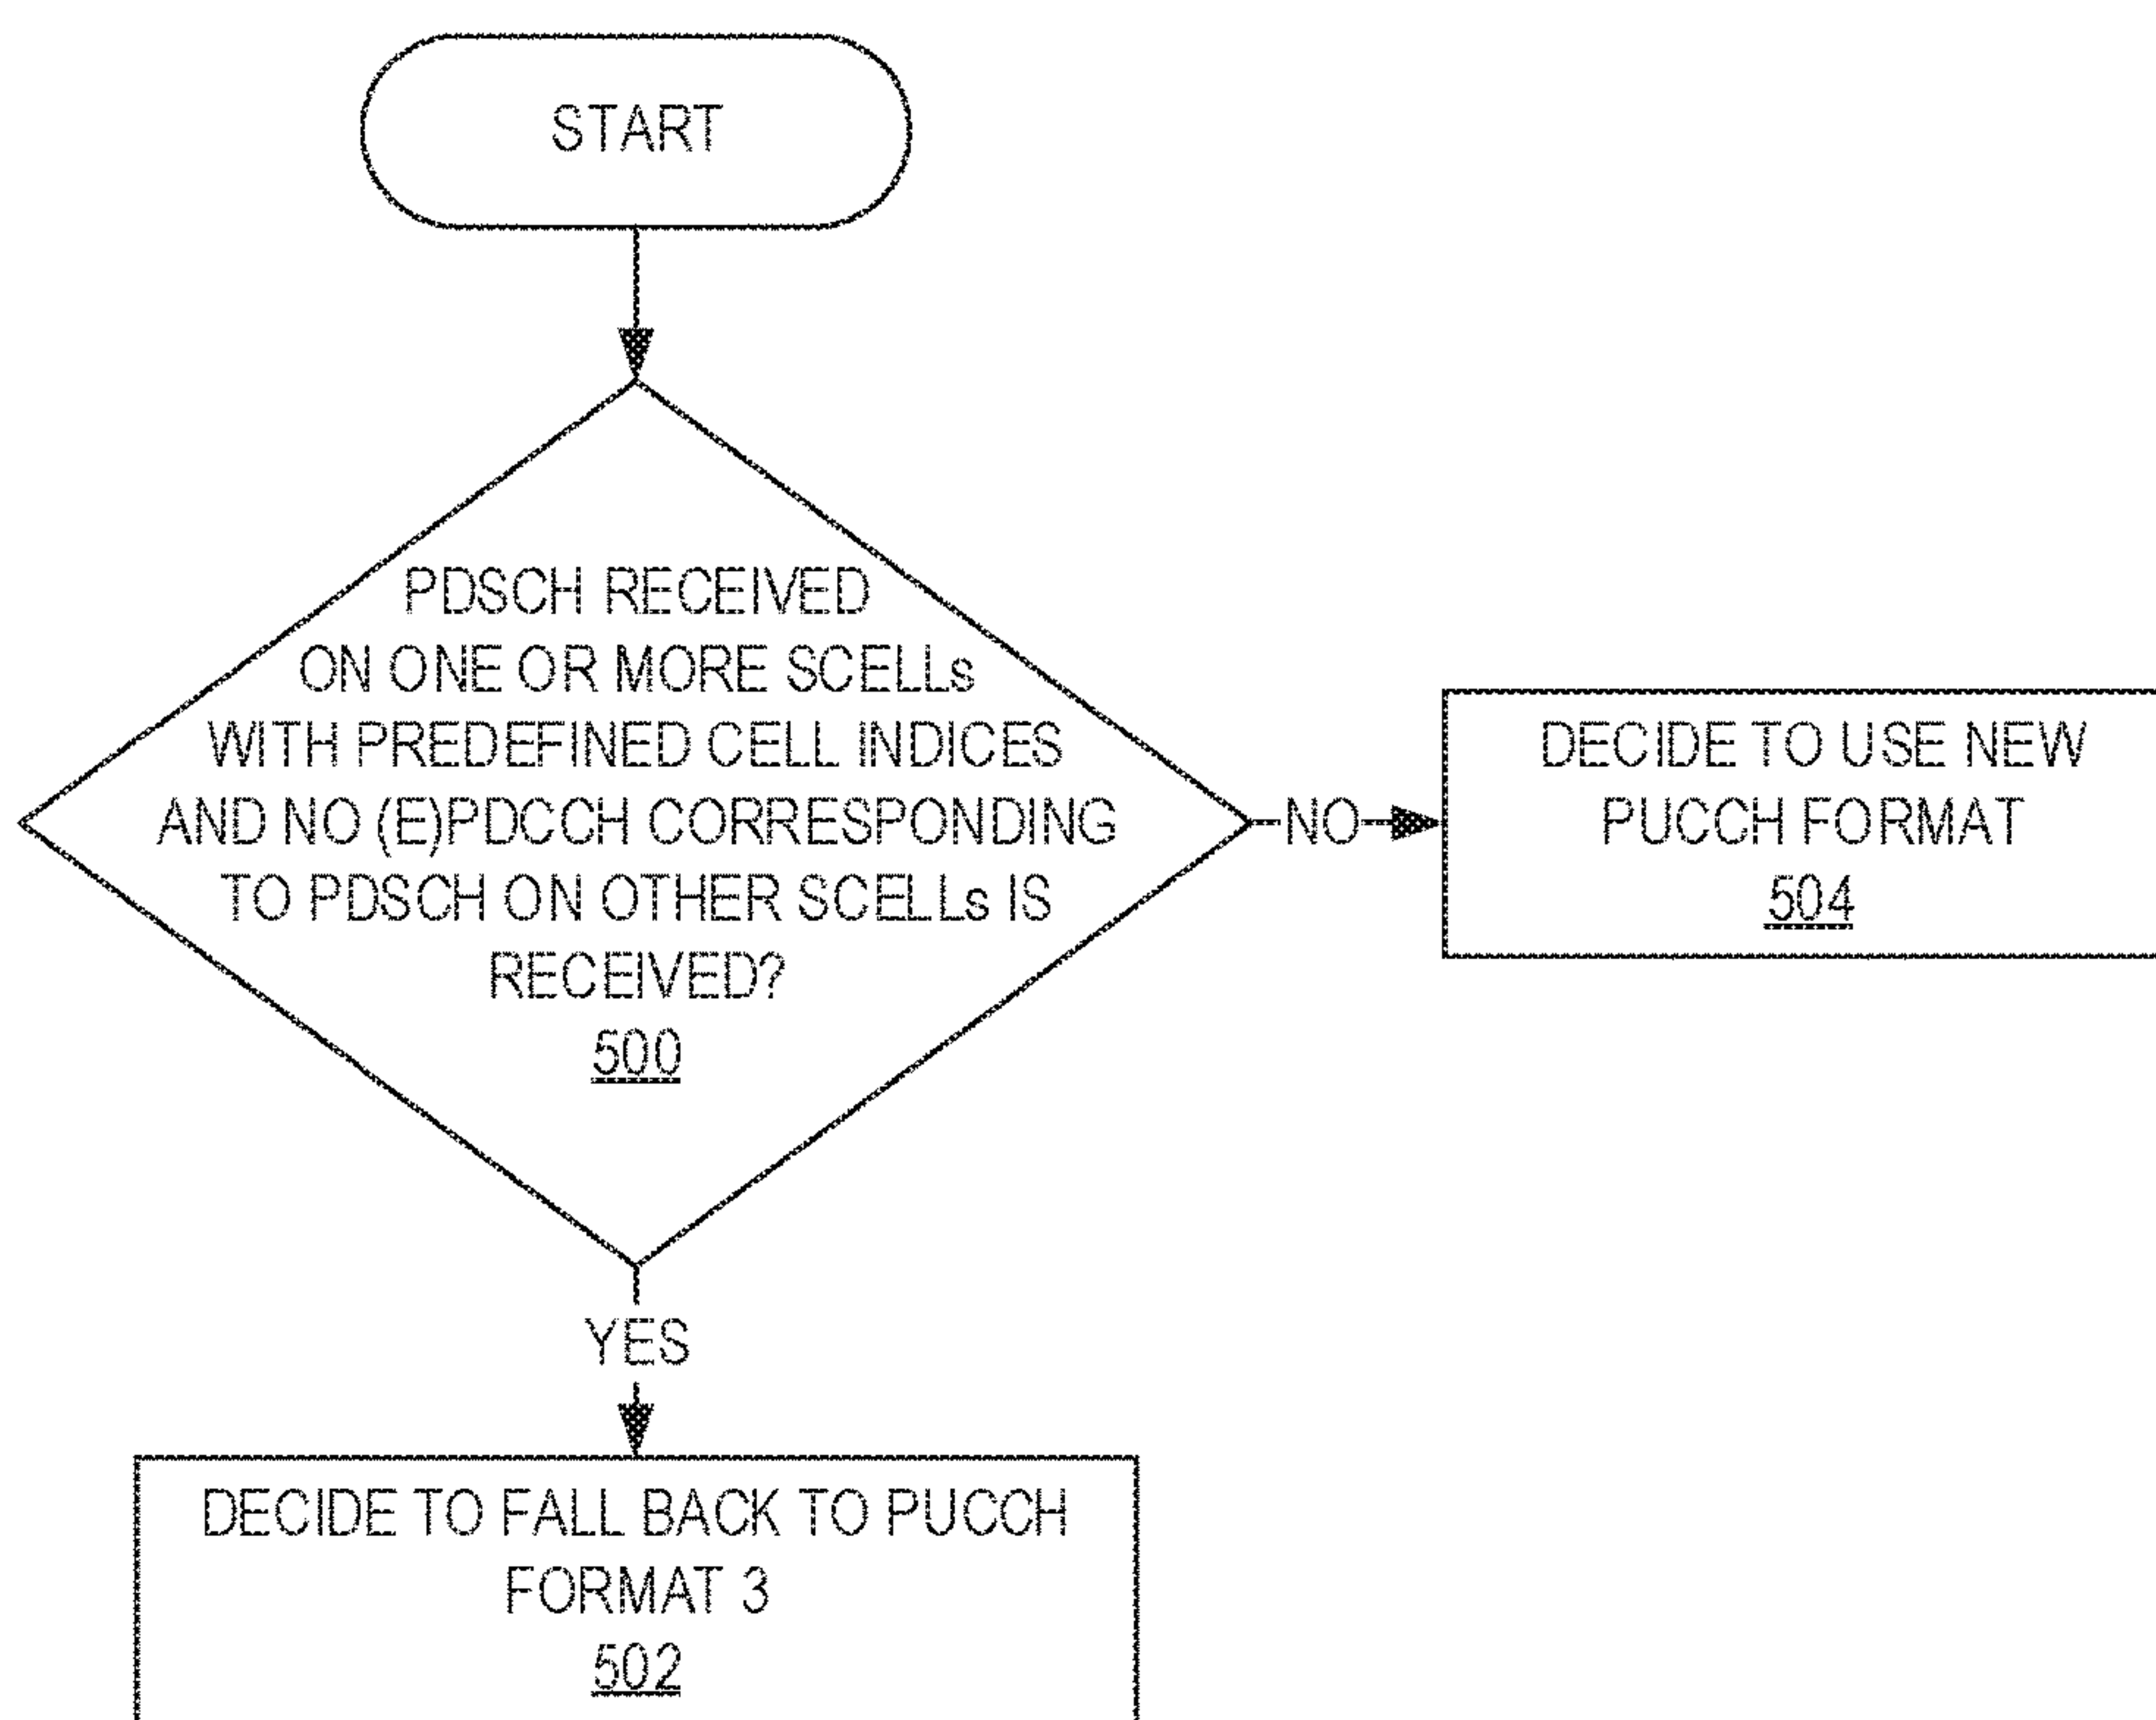 START
PDSCH RECEIVED
ON ONE OR MORE SCELLs
WITH PREDEFINED CELL INDICES
AND NO (E)PDCCH CORRESPONDING
TO PDSCH ON OTHER SCELLs IS
RECEIVED?
500
NO
DECIDE TO USE NEW
PUCCH FORMAT
504
YES
DECIDE TO FALL BACK TO PUCCH
FORMAT 3
502